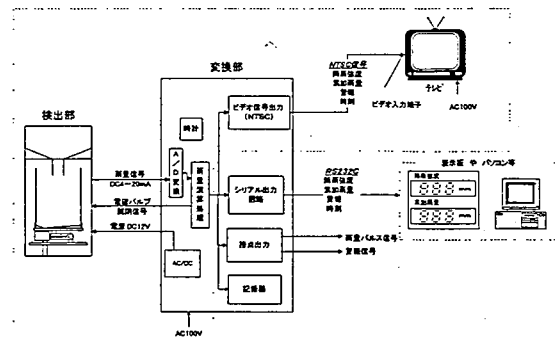 検出部
雨量信号
DC4～20mA
電磁バルブ
制御信号
電源 DC12V
変換部
時計
A/D変換
雨量演算処理
AC/DC
AC100V
ビデオ信号出力
(NTSC)
シリアル出力
回路
接点出力
記憶器
NTSC信号
降雨強度
累加雨量
警報
時刻
ビデオ入力端子
テレビ
AC100V
RS232C
降雨強度
累加雨量
警報
時刻
雨量パルス信号
警報信号
表示板 や パソコン等
降雨強度
mm
累加雨量
mm